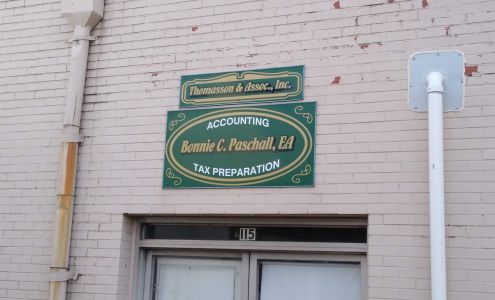 Thomasson & Assoc., Inc.
ACCOUNTING
Bonnie C. Paschall, EA
TAX PREPARATION
115